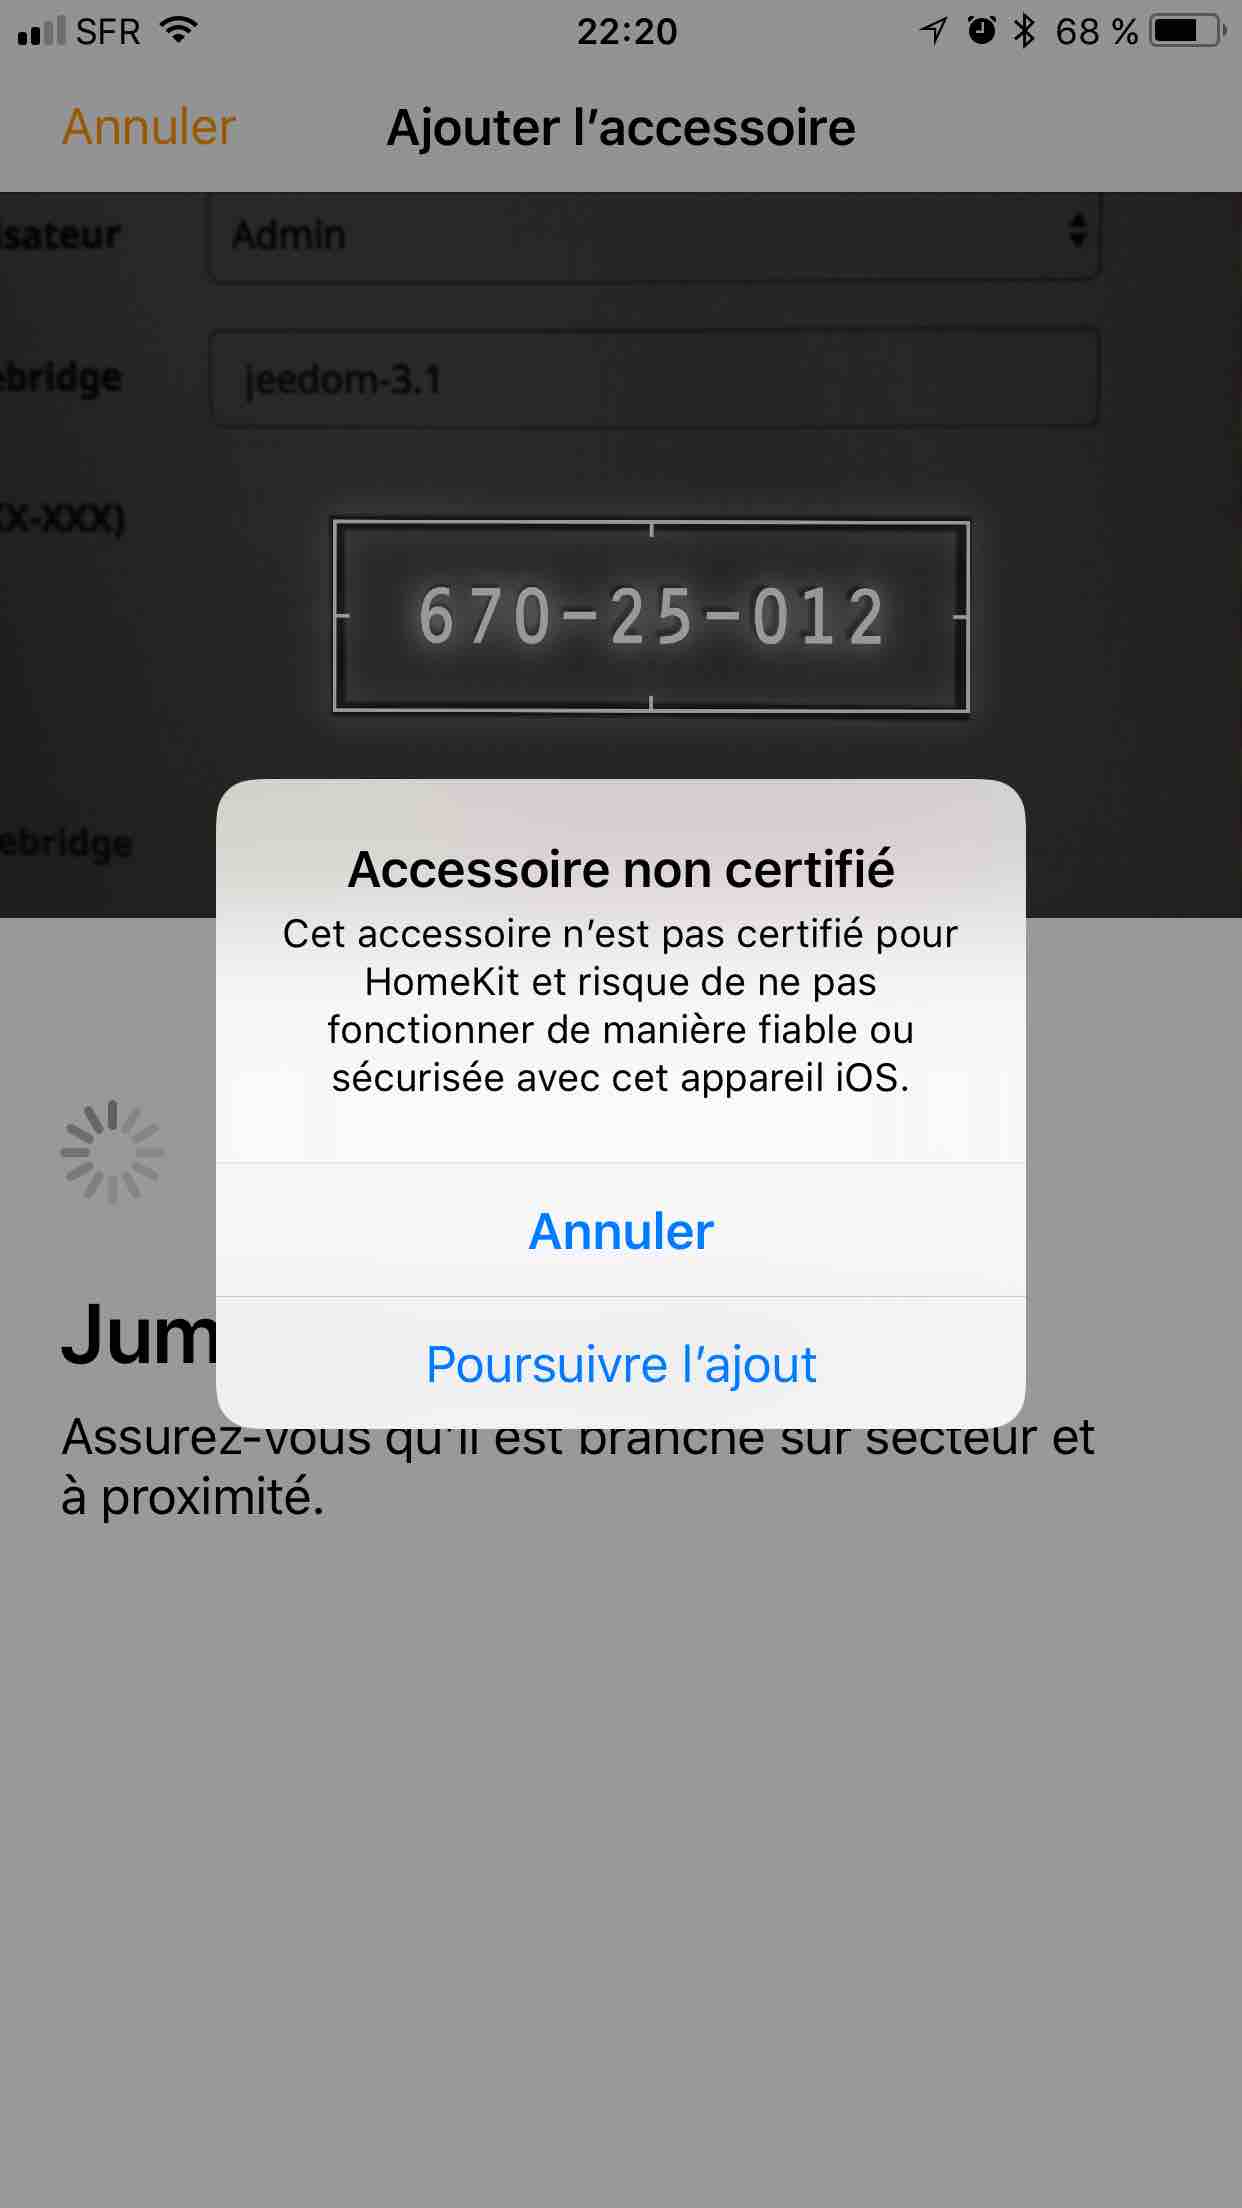 SFR 22:20 68 %
Annuler Ajouter l’accessoire
isateur Admin
ebridge jeedom-3.1
X-XXX)
670-25-012
ebridge
Accessoire non certifié
Cet accessoire n’est pas certifié pour
HomeKit et risque de ne pas
fonctionner de manière fiable ou
sécurisée avec cet appareil iOS.
Annuler
Jum
Poursuivre l’ajout
Assurez-vous qu’il est branché sur secteur et
à proximité.